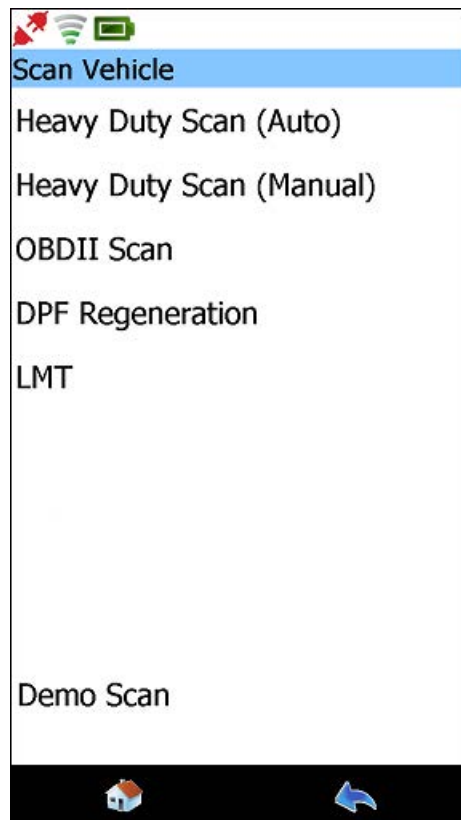 Scan Vehicle
Heavy Duty Scan (Auto)
Heavy Duty Scan (Manual)
OBDII Scan
DPF Regeneration
LMT
Demo Scan